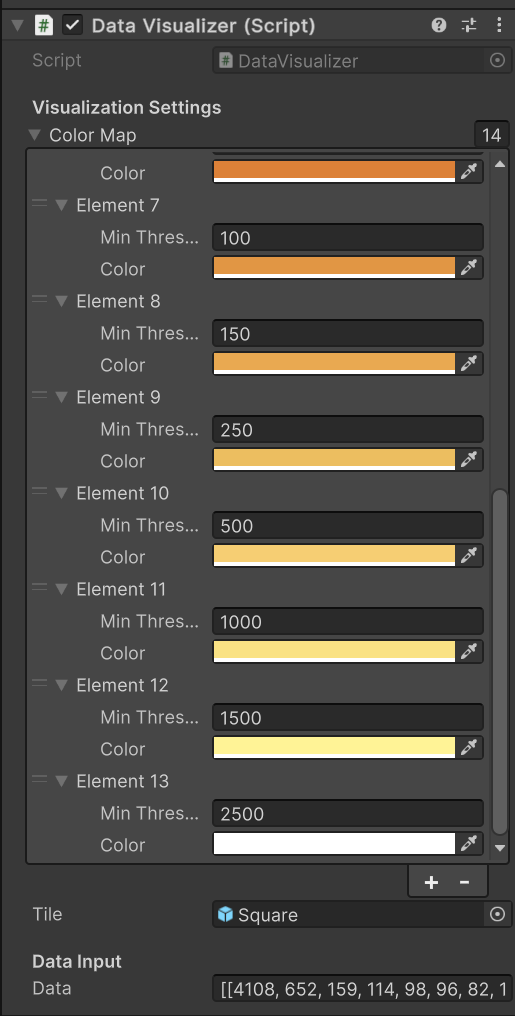 Data Visualizer (Script)
Script
DataVisualizer
Visualization Settings
Color Map
14
Color
Element 7
Min Thres...
100
Color
Element 8
Min Thres...
150
Color
Element 9
Min Thres...
250
Color
Element 10
Min Thres...
500
Color
Element 11
Min Thres...
1000
Color
Element 12
Min Thres...
1500
Color
Element 13
Min Thres...
2500
Color
Tile
Square
Data Input
Data
[[4108, 652, 159, 114, 98, 96, 82, 1